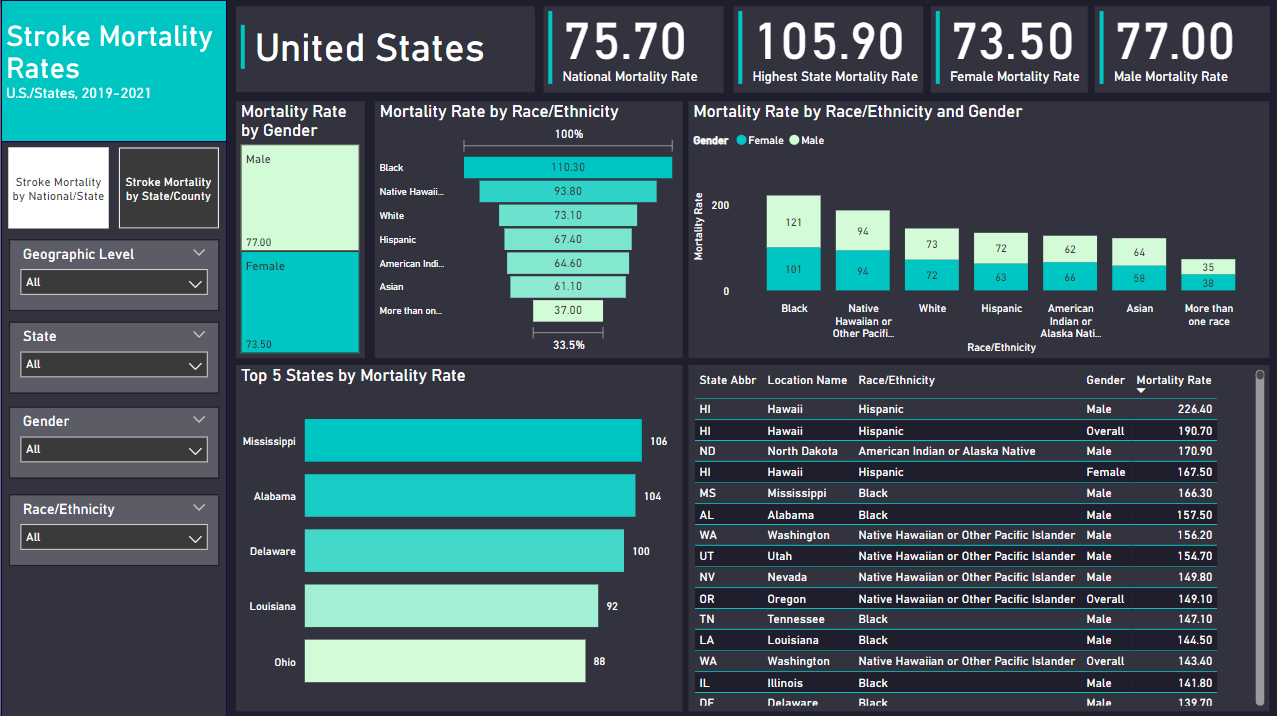 Stroke Mortality
Rates
U.S./States, 2019-2021
Stroke Mortality
by National/State
Stroke Mortality
by State/County
Geographic Level
All
State
All
Gender
All
Race/Ethnicity
All
United States
75.70
National Mortality Rate
105.90
Highest State Mortality Rate
73.50
Female Mortality Rate
77.00
Male Mortality Rate
Mortality Rate
by Gender
Male
77.00
Female
73.50
Mortality Rate by Race/Ethnicity
100%
Black 110.30
Native Hawaii... 93.80
White 73.10
Hispanic 67.40
American Indi... 64.60
Asian 61.10
More than on... 37.00
33.5%
Mortality Rate by Race/Ethnicity and Gender
Gender Female Male
Mortality Rate
200
0
121 94 73 72 62 64 35
101 94 72 63 66 58 38
Black
Native
Hawaiian or
Other Pacifi...
White
Hispanic
American
Indian or
Alaska Nati...
Asian
More than
one race
Race/Ethnicity
Top 5 States by Mortality Rate
Mississippi 106
Alabama 104
Delaware 100
Louisiana 92
Ohio 88
State Abbr Location Name Race/Ethnicity Gender Mortality Rate
HI Hawaii Hispanic Male 226.40
HI Hawaii Hispanic Overall 190.70
ND North Dakota American Indian or Alaska Native Male 170.90
HI Hawaii Hispanic Female 167.50
MS Mississippi Black Male 166.30
AL Alabama Black Male 157.50
WA Washington Native Hawaiian or Other Pacific Islander Male 156.20
UT Utah Native Hawaiian or Other Pacific Islander Male 154.70
NV Nevada Native Hawaiian or Other Pacific Islander Male 149.80
OR Oregon Native Hawaiian or Other Pacific Islander Overall 149.10
TN Tennessee Black Male 147.10
LA Louisiana Black Male 144.50
WA Washington Native Hawaiian or Other Pacific Islander Overall 143.40
IL Illinois Black Male 141.80
DE Delaware Black Male 139.70